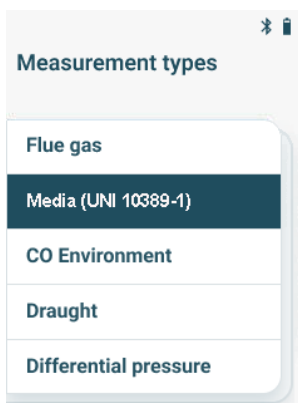 Measurement types
Flue gas
Media (UNI 10389-1)
CO Environment
Draught
Differential pressure